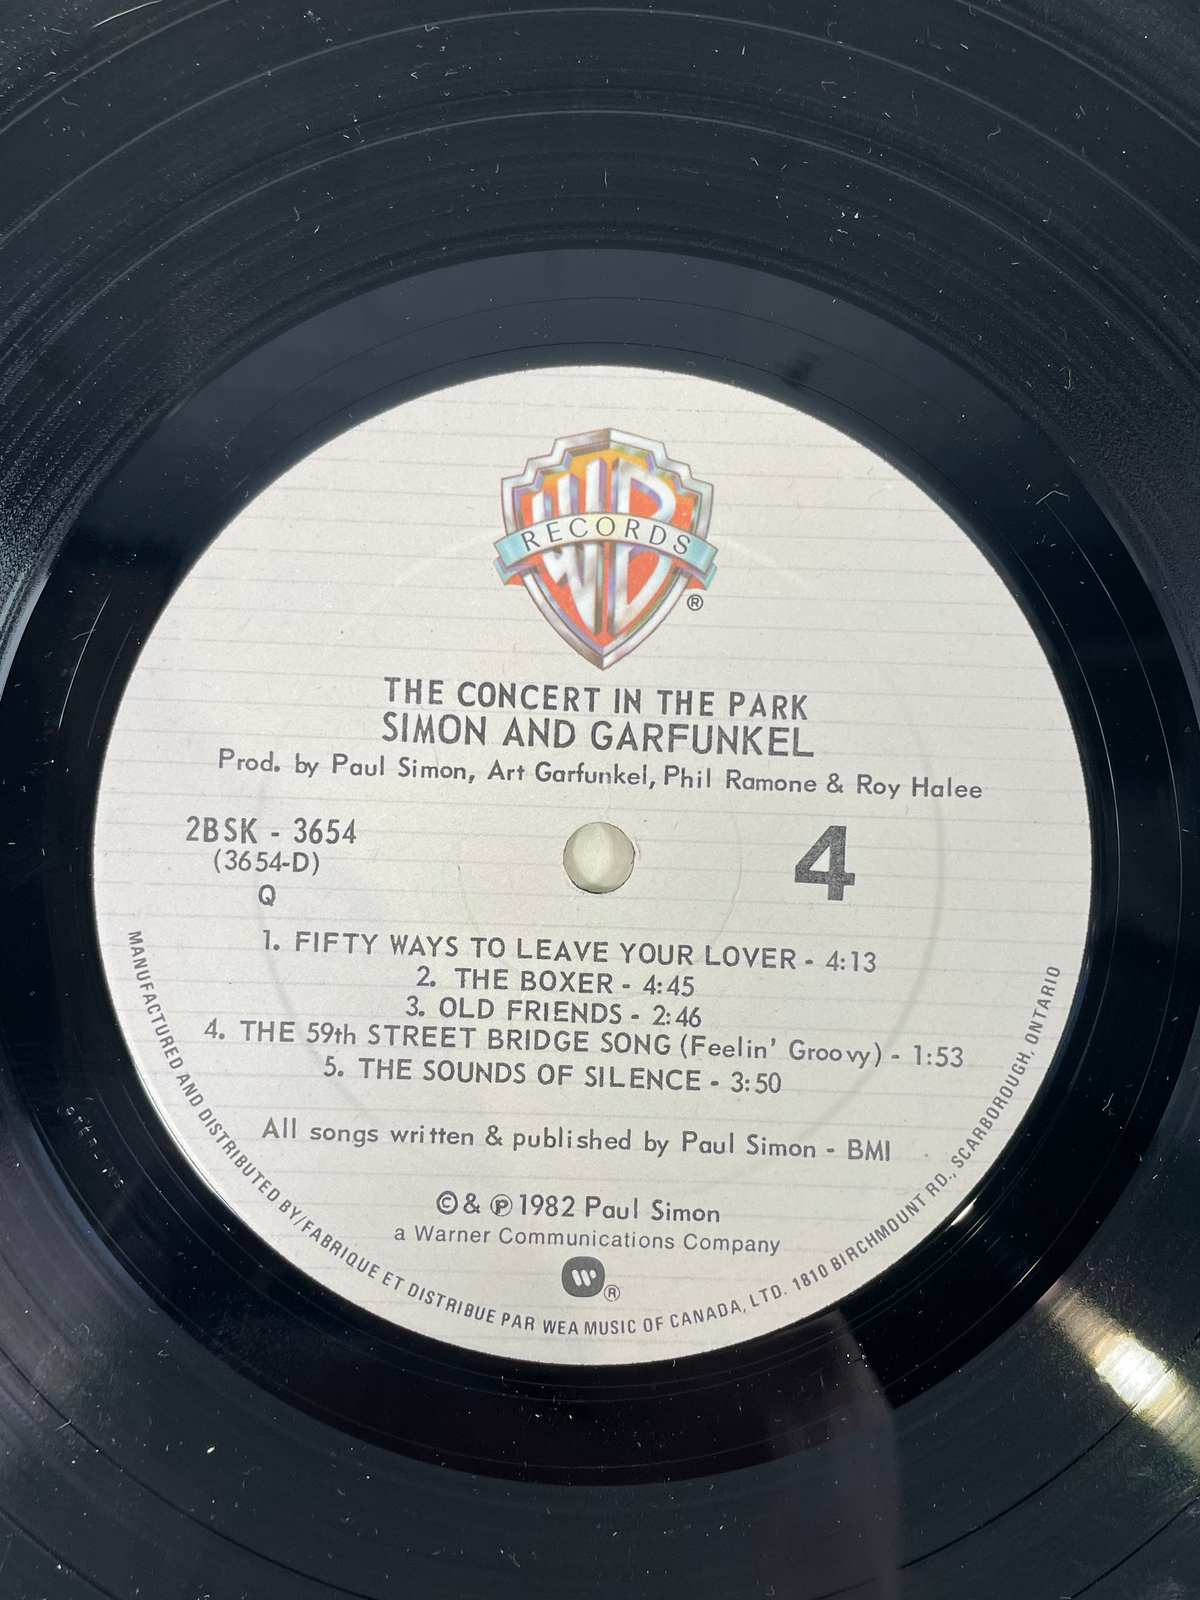 WB
RECORDS
®
THE CONCERT IN THE PARK
SIMON AND GARFUNKEL
Prod. by Paul Simon, Art Garfunkel, Phil Ramone & Roy Halee
2BSK - 3654
(3654-D)
Q
4
1. FIFTY WAYS TO LEAVE YOUR LOVER - 4:13
2. THE BOXER - 4:45
3. OLD FRIENDS - 2:46
4. THE 59th STREET BRIDGE SONG (Feelin' Groovy) - 1:53
5. THE SOUNDS OF SILENCE - 3:50
All songs written & published by Paul Simon - BMI
© & ℗ 1982 Paul Simon
a Warner Communications Company
®
MANUFACTURED AND DISTRIBUTED BY/FABRIQUE ET DISTRIBUE PAR WEA MUSIC OF CANADA, LTD. 1810 BIRCHMOUNT RD., SCARBOROUGH, ONTARIO